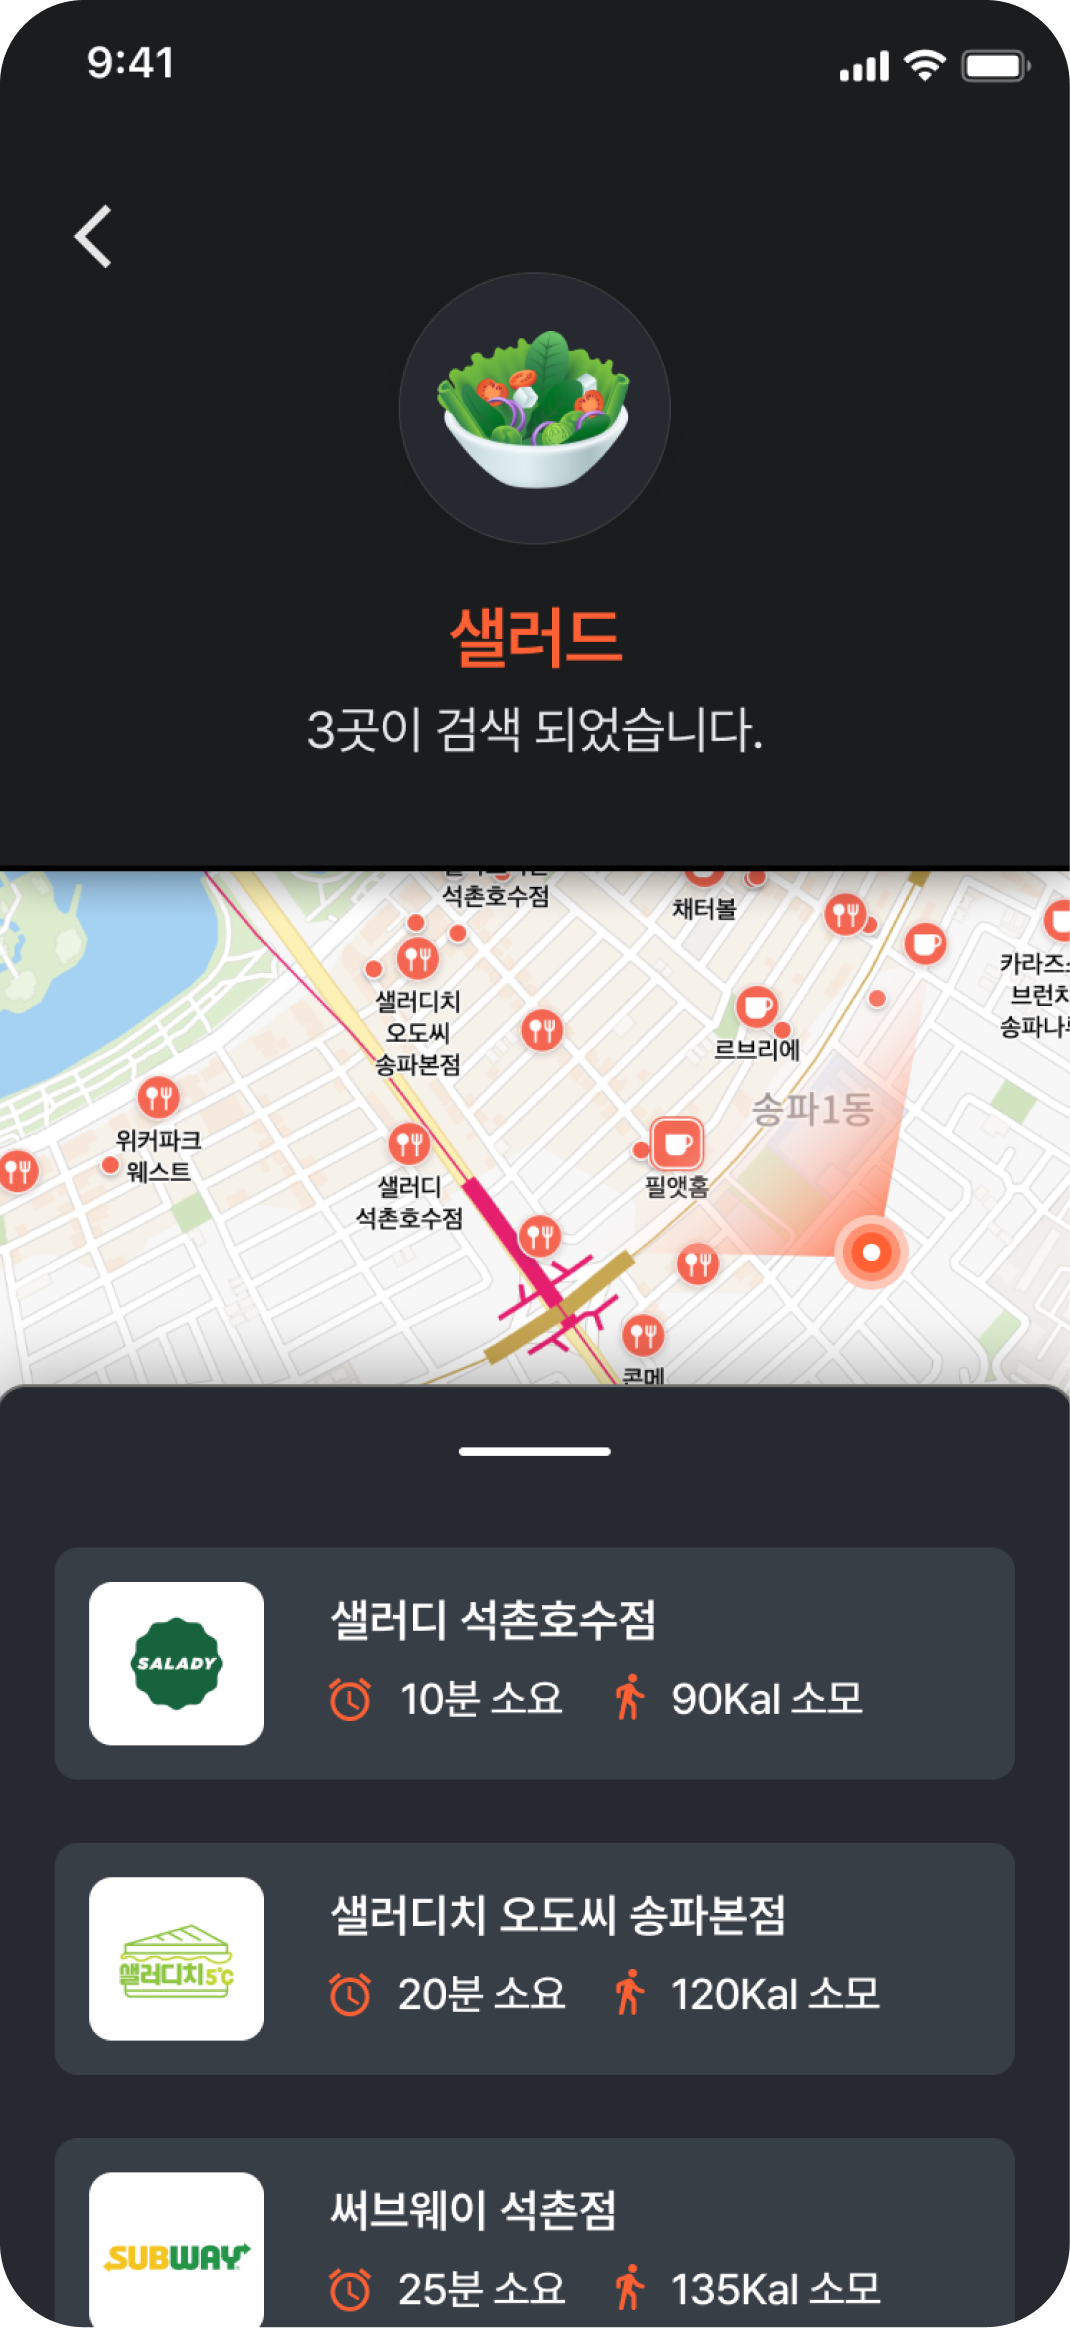 9:41
샐러드
3곳이 검색 되었습니다.
석촌호수점
채터볼
카라즈
브런치
송파나루
샐러디치
오도씨
송파본점
르브리에
송파1동
위커파크
웨스트
샐러디
석촌호수점
필앳홈
콘메
샐러디 석촌호수점
SALADY
10분 소요 90Kal 소모
샐러디치 오도씨 송파본점
샐러디치5℃
20분 소요 120Kal 소모
써브웨이 석촌점
SUBWAY
25분 소요 135Kal 소모